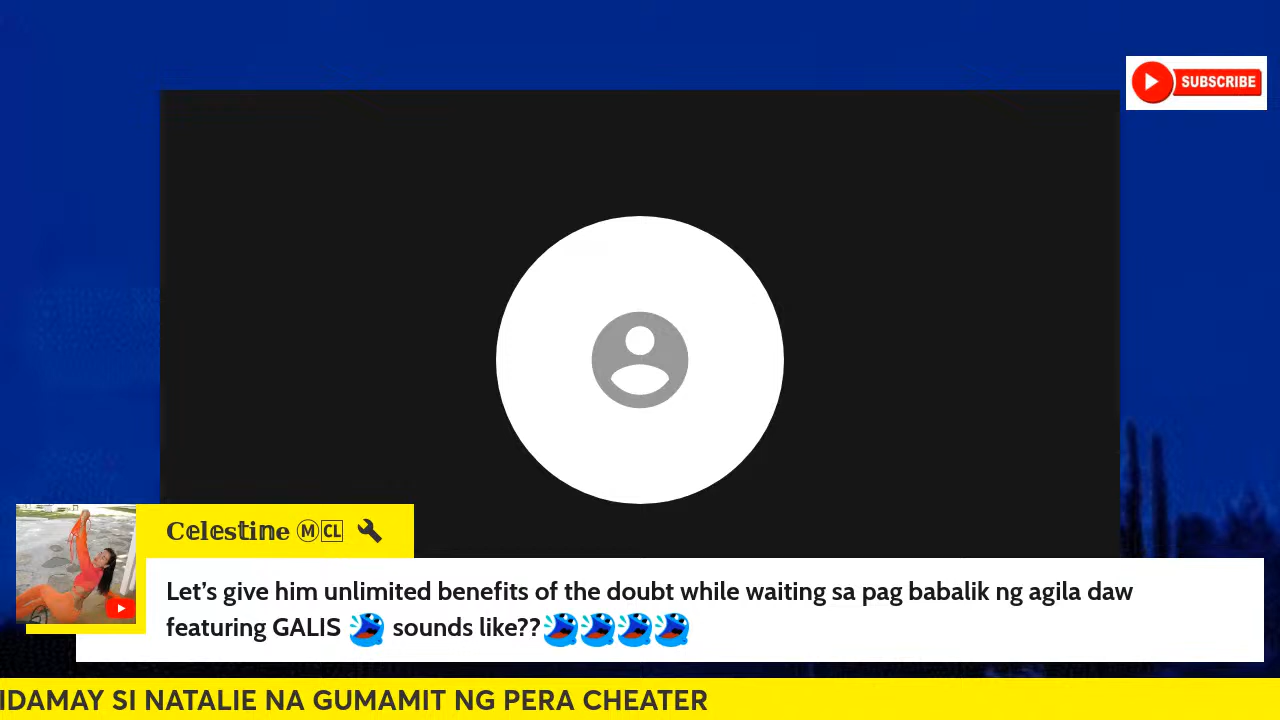 SUBSCRIBE
Celestine Ⓜ🄲🄻
Let’s give him unlimited benefits of the doubt while waiting sa pag babalik ng agila daw
featuring GALIS sounds like??
IDAMAY SI NATALIE NA GUMAMIT NG PERA CHEATER